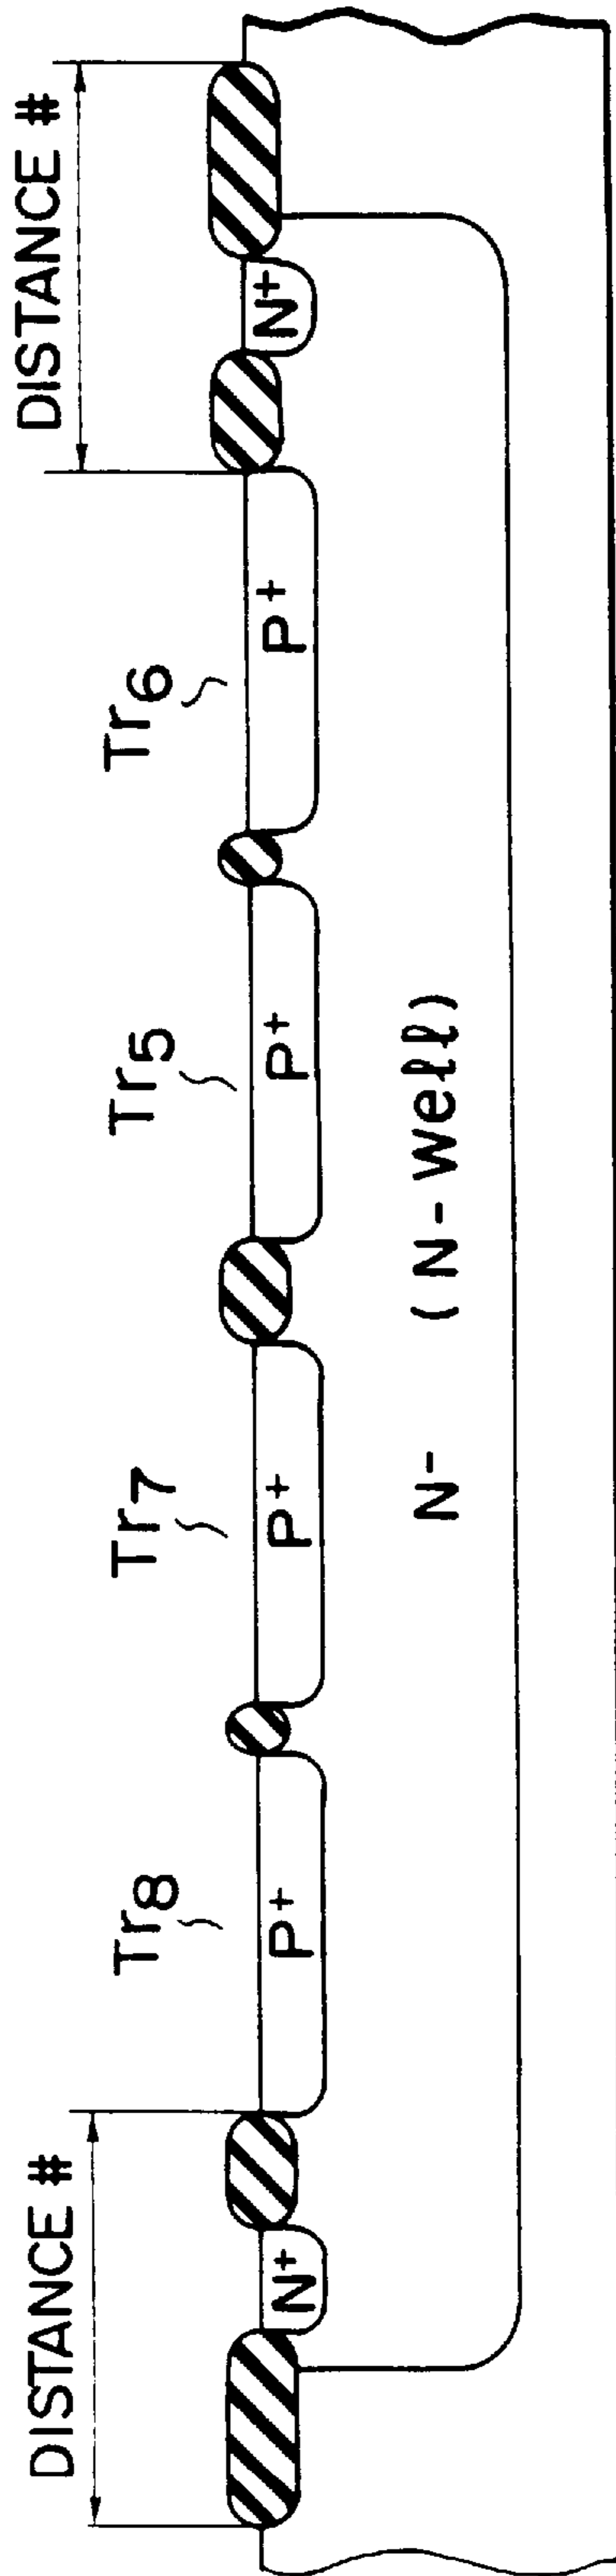 DISTANCE #
Tr8
Tr7
Tr5
Tr6
DISTANCE #
N+
P+
P+
P+
P+
N+
N- (N-Well)